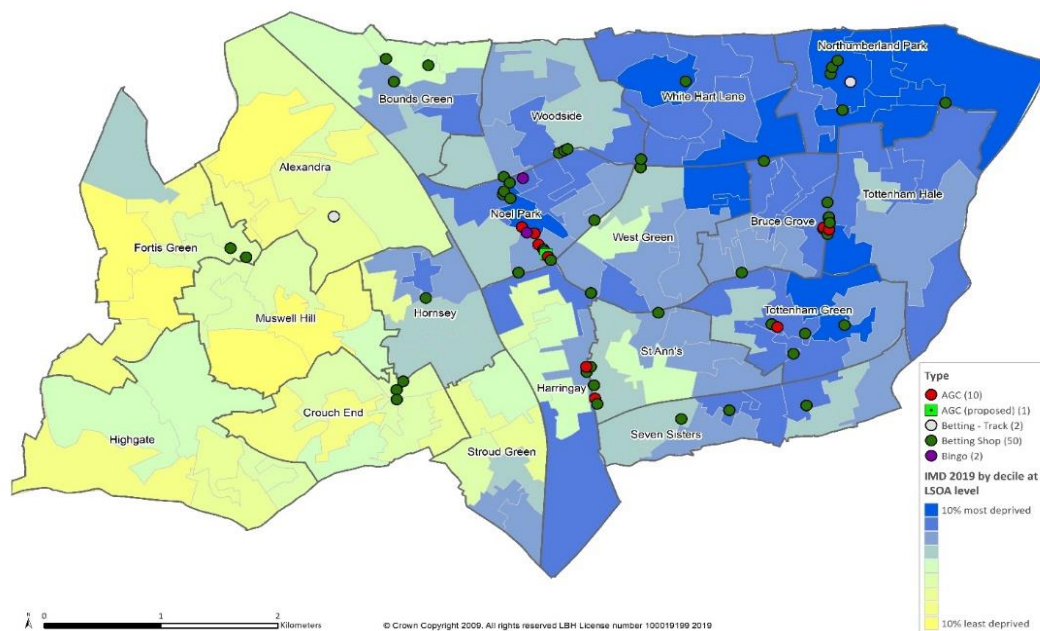 Northumberland Park
Bounds Green
White Hart Lane
Woodside
Alexandra
Tottenham Hale
Noel Park
Bruce Grove
West Green
Fortis Green
Hornsey
Tottenham Green
Muswell Hill
St Ann's
Harringay
Crouch End
Seven Sisters
Highgate
Stroud Green
Type
AGC (10)
AGC (proposed) (1)
Betting - Track (2)
Betting Shop (50)
Bingo (2)
IMD 2019 by decile at
LSOA level
10% most deprived
10% least deprived
N
0 1 2
Kilometers
© Crown Copyright 2009. All rights reserved LBH License number 100019199 2019